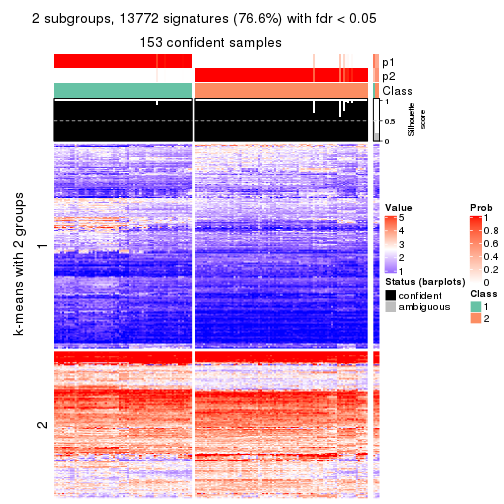 2 subgroups, 13772 signatures (76.6%) with fdr < 0.05
153 confident samples
p1
p2
Class
1
0.5
0
Silhouette
score
k-means with 2 groups
1
2
Value
5
4
3
2
1
Status (barplots)
confident
ambiguous
Prob
1
0.8
0.6
0.4
0.2
0
Class
1
2